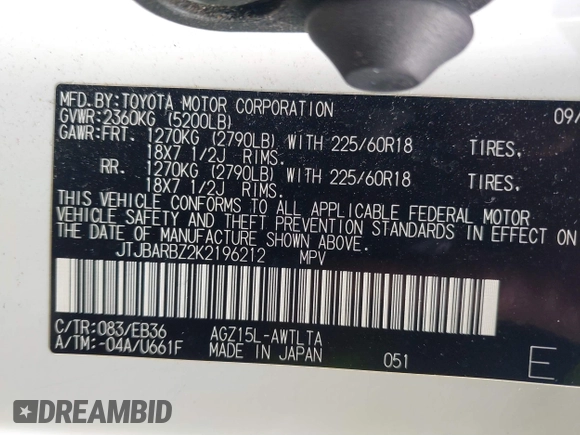 MFD.BY:TOYOTA MOTOR CORPORATION 09/
GVWR:2360KG (5200LB)
GAWR:FRT. 1270KG (2790LB) WITH 225/60R18 TIRES,
18X7 1/2J RIMS.
RR. 1270KG (2790LB) WITH 225/60R18 TIRES,
18X7 1/2J RIMS.
THIS VEHICLE CONFORMS TO ALL APPLICABLE FEDERAL MOTOR
VEHICLE SAFETY AND THEFT PREVENTION STANDARDS IN EFFECT ON
THE DATE OF MANUFACTURE SHOWN ABOVE.
JTJBARBZ2K2196212 MPV
C/TR:083/EB36 AGZ15L-AWTLTA
A/TM:-04A/U661F MADE IN JAPAN 051 E
DREAMBID